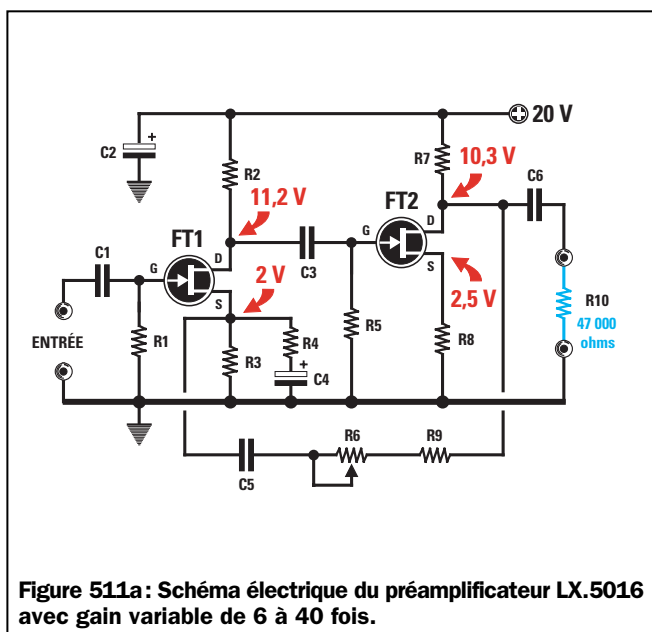 20 V
C2
+
R2
R7
10,3 V
C6
11,2 V
FT2
FT1
D
G
S
C3
C1
G
D
S
2 V
2,5 V
R10
47 000
ohms
ENTRÉE
R1
R3
R4
+
C4
R5
R8
C5
R6
R9
Figure 511a: Schéma électrique du préamplificateur LX.5016
avec gain variable de 6 à 40 fois.